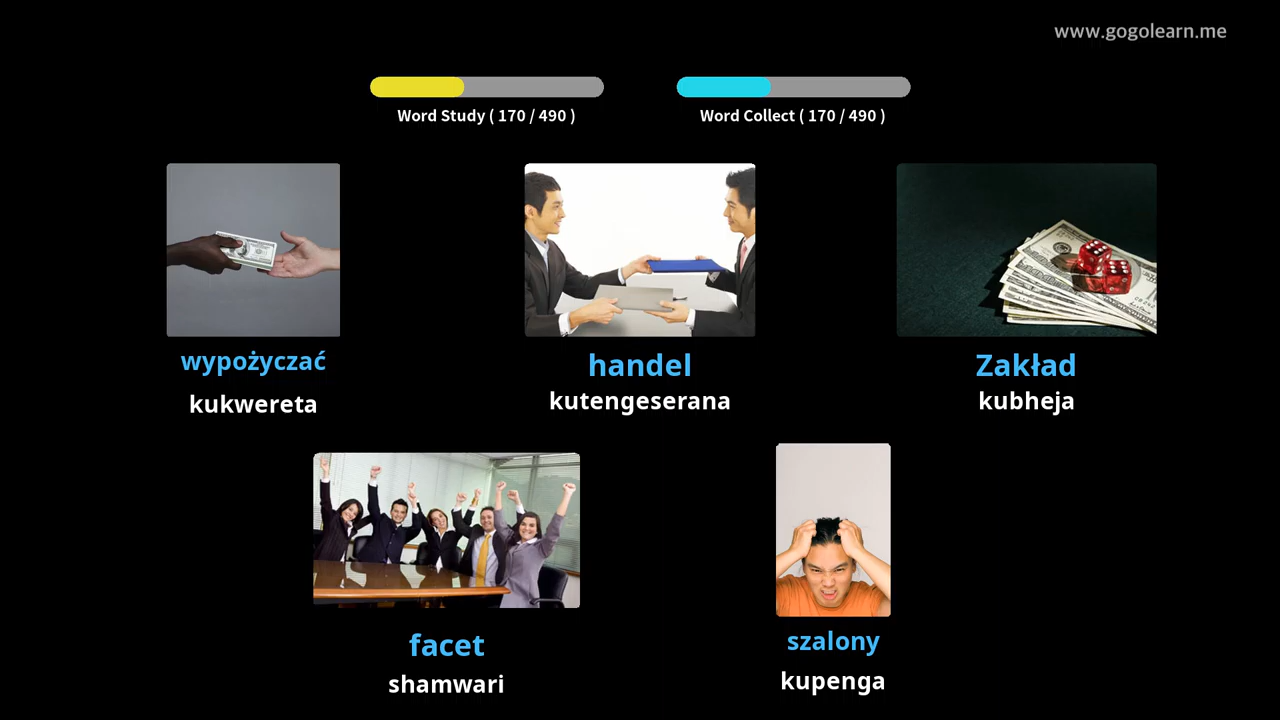 www.gogolearn.me
Word Study ( 170 / 490 )
Word Collect ( 170 / 490 )
wypożyczać
kukwereta
handel
kutengeserana
Zakład
kubheja
facet
shamwari
szalony
kupenga